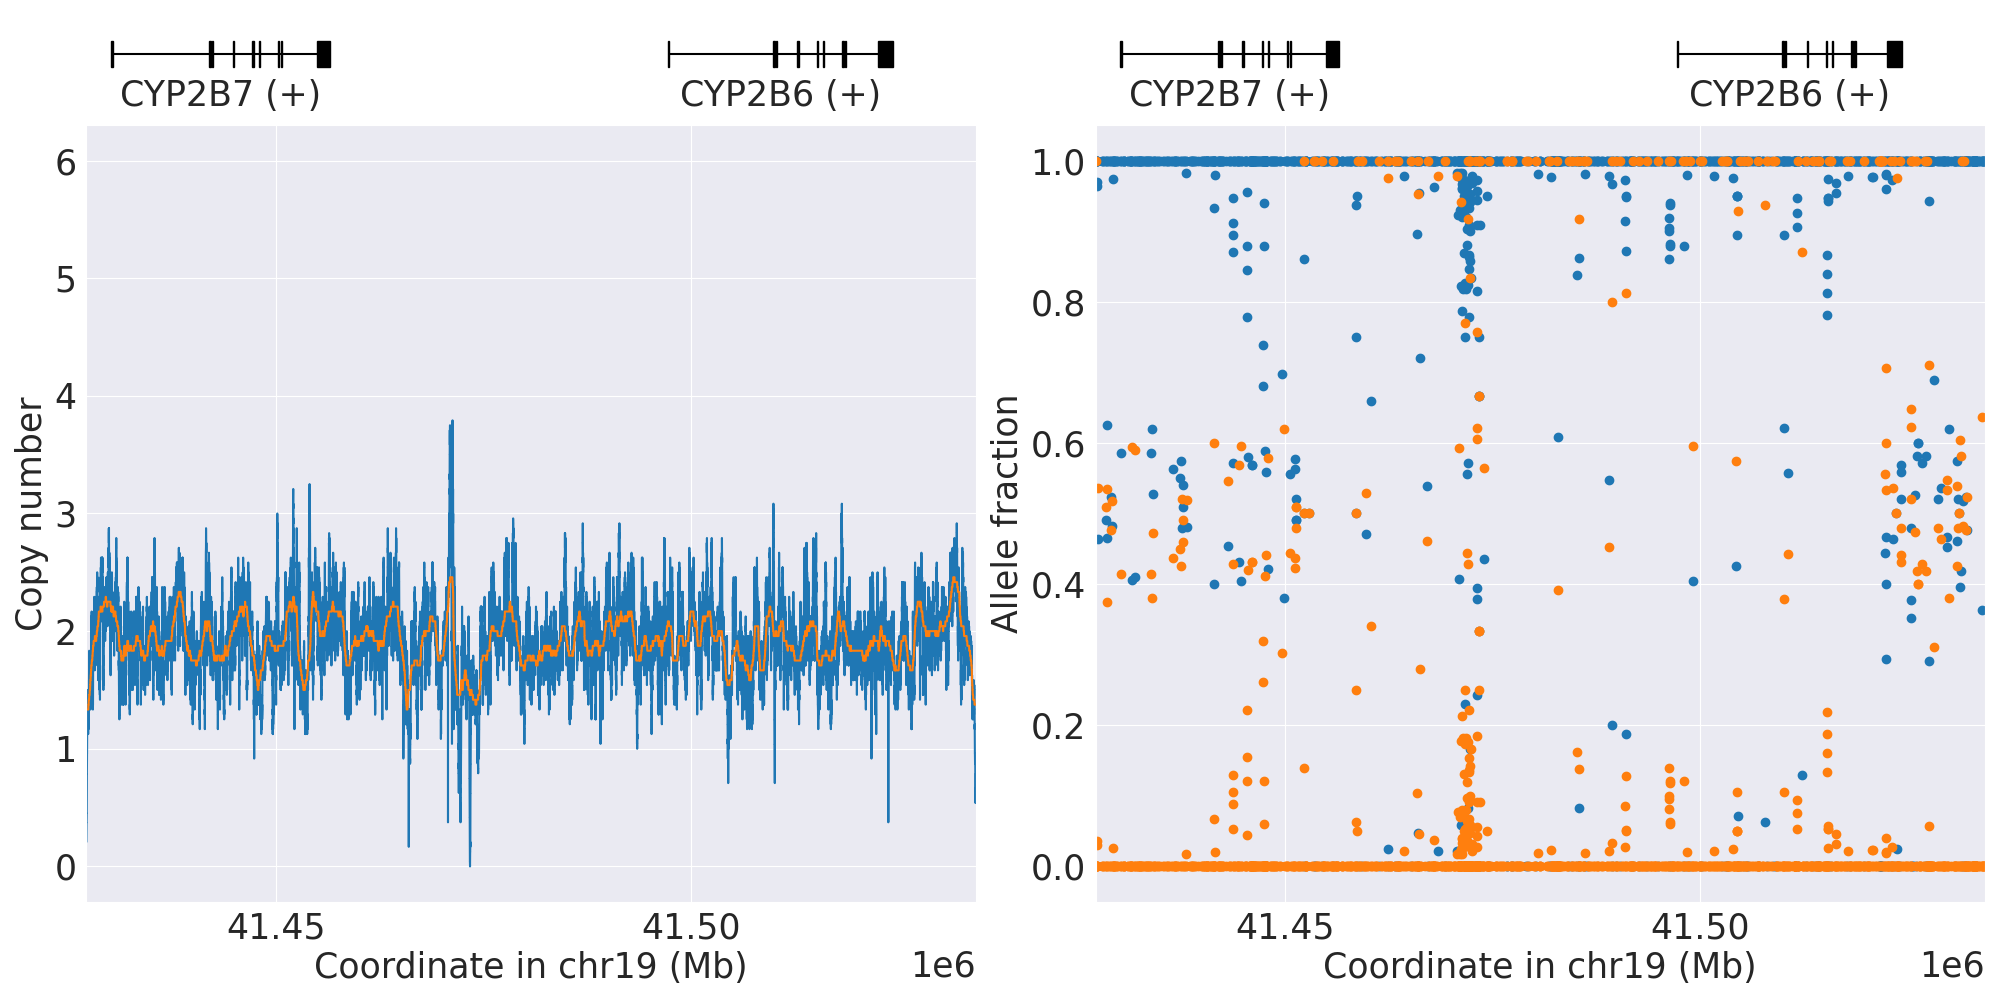 CYP2B7 (+)
CYP2B6 (+)
CYP2B7 (+)
CYP2B6 (+)
6
5
4
3
2
1
0
Copy number
41.45
41.50
Coordinate in chr19 (Mb)
1e6
1.0
0.8
0.6
0.4
0.2
0.0
Allele fraction
41.45
41.50
Coordinate in chr19 (Mb)
1e6